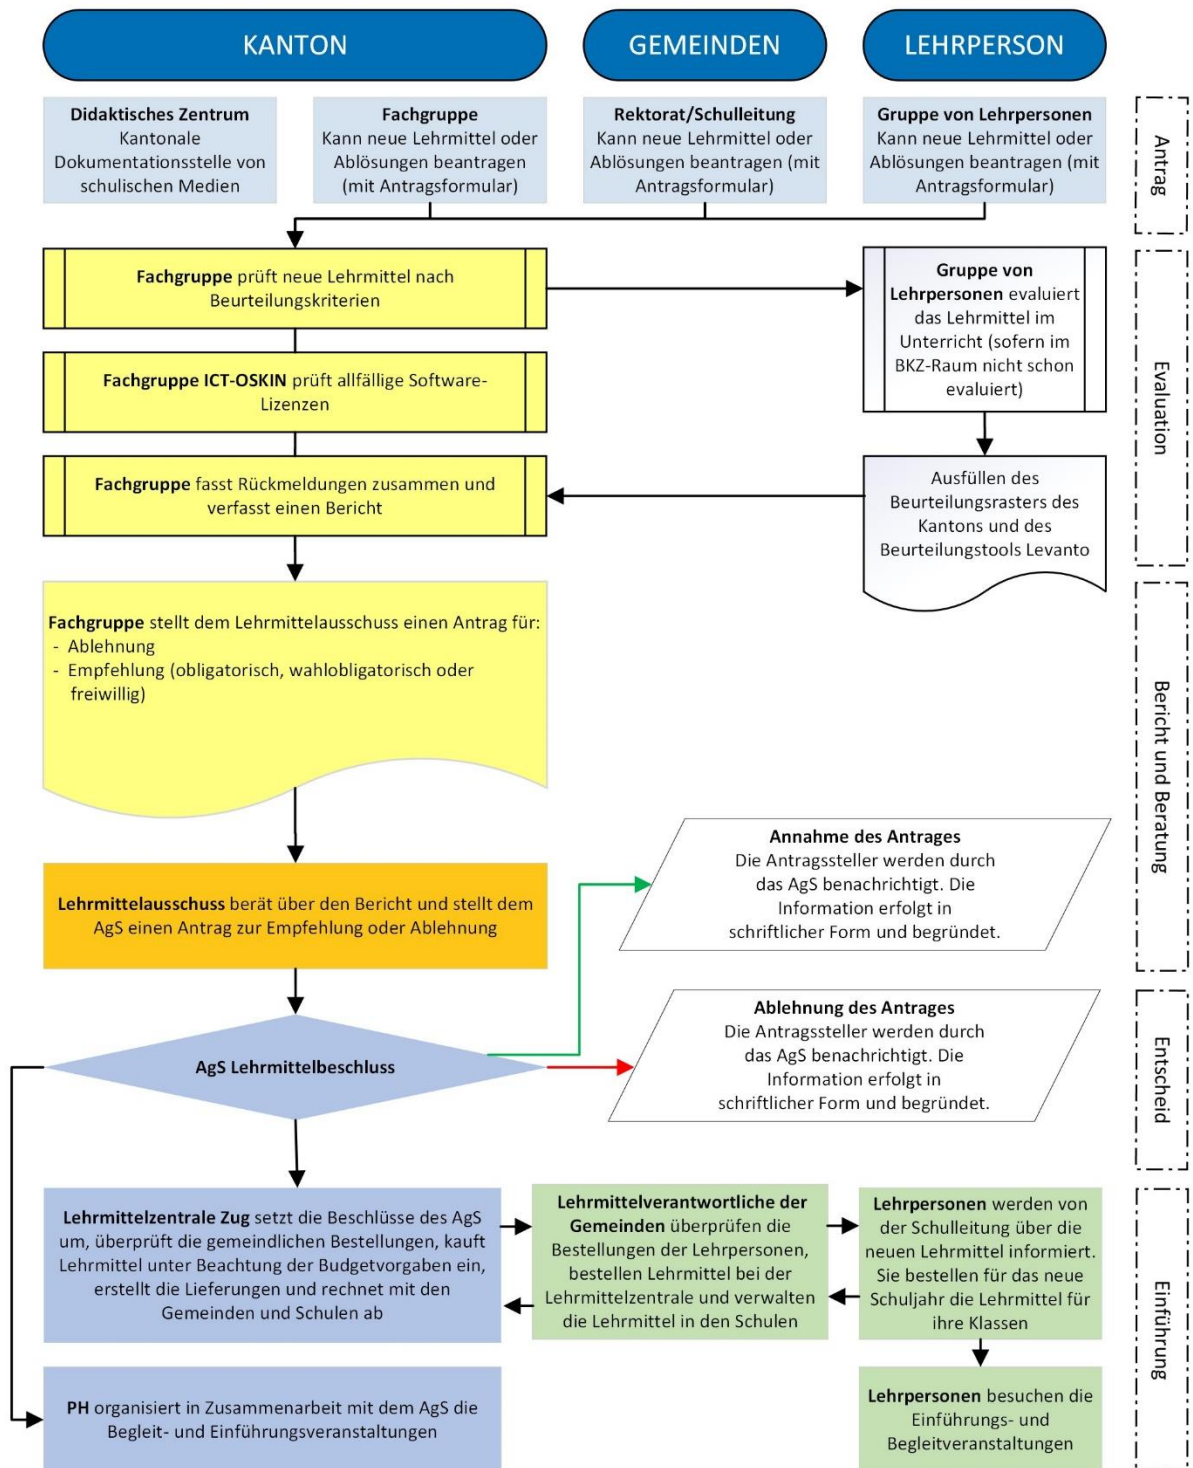 KANTON
GEMEINDEN
LEHRPERSON
Didaktisches Zentrum
Kantonale
Dokumentationsstelle von
schulischen Medien
Fachgruppe
Kann neue Lehrmittel oder
Ablösungen beantragen
(mit Antragsformular)
Rektorat/Schulleitung
Kann neue Lehrmittel oder
Ablösungen beantragen (mit
Antragsformular)
Gruppe von Lehrpersonen
Kann neue Lehrmittel oder
Ablösungen beantragen (mit
Antragsformular)
Antrag
Fachgruppe prüft neue Lehrmittel nach
Beurteilungskriterien
Gruppe von
Lehrpersonen evaluiert
das Lehrmittel im
Unterricht (sofern im
BKZ-Raum nicht schon
evaluiert)
Fachgruppe ICT-OSKIN prüft allfällige Software-
Lizenzen
Fachgruppe fasst Rückmeldungen zusammen und
verfasst einen Bericht
Ausfüllen des
Beurteilungsrasters des
Kantons und des
Beurteilungstools Levanto
Evaluation
Fachgruppe stellt dem Lehrmittelausschuss einen Antrag für:
- Ablehnung
- Empfehlung (obligatorisch, wahlobligatorisch oder
freiwillig)
Lehrmittelausschuss berät über den Bericht und stellt dem
AgS einen Antrag zur Empfehlung oder Ablehnung
Annahme des Antrages
Die Antragssteller werden durch
das AgS benachrichtigt. Die
Information erfolgt in
schriftlicher Form und begründet.
Bericht und Beratung
AgS Lehrmittelbeschluss
Ablehnung des Antrages
Die Antragssteller werden durch
das AgS benachrichtigt. Die
Information erfolgt in
schriftlicher Form und begründet.
Entscheid
Lehrmittelzentrale Zug setzt die Beschlüsse des AgS
um, überprüft die gemeindlichen Bestellungen, kauft
Lehrmittel unter Beachtung der Budgetvorgaben ein,
erstellt die Lieferungen und rechnet mit den
Gemeinden und Schulen ab
Lehrmittelverantwortliche der
Gemeinden überprüfen die
Bestellungen der Lehrpersonen,
bestellen Lehrmittel bei der
Lehrmittelzentrale und verwalten
die Lehrmittel in den Schulen
Lehrpersonen werden von
der Schulleitung über die
neuen Lehrmittel informiert.
Sie bestellen für das neue
Schuljahr die Lehrmittel für
ihre Klassen
PH organisiert in Zusammenarbeit mit dem AgS die
Begleit- und Einführungsveranstaltungen
Lehrpersonen besuchen die
Einführungs- und
Begleitveranstaltungen
Einführung